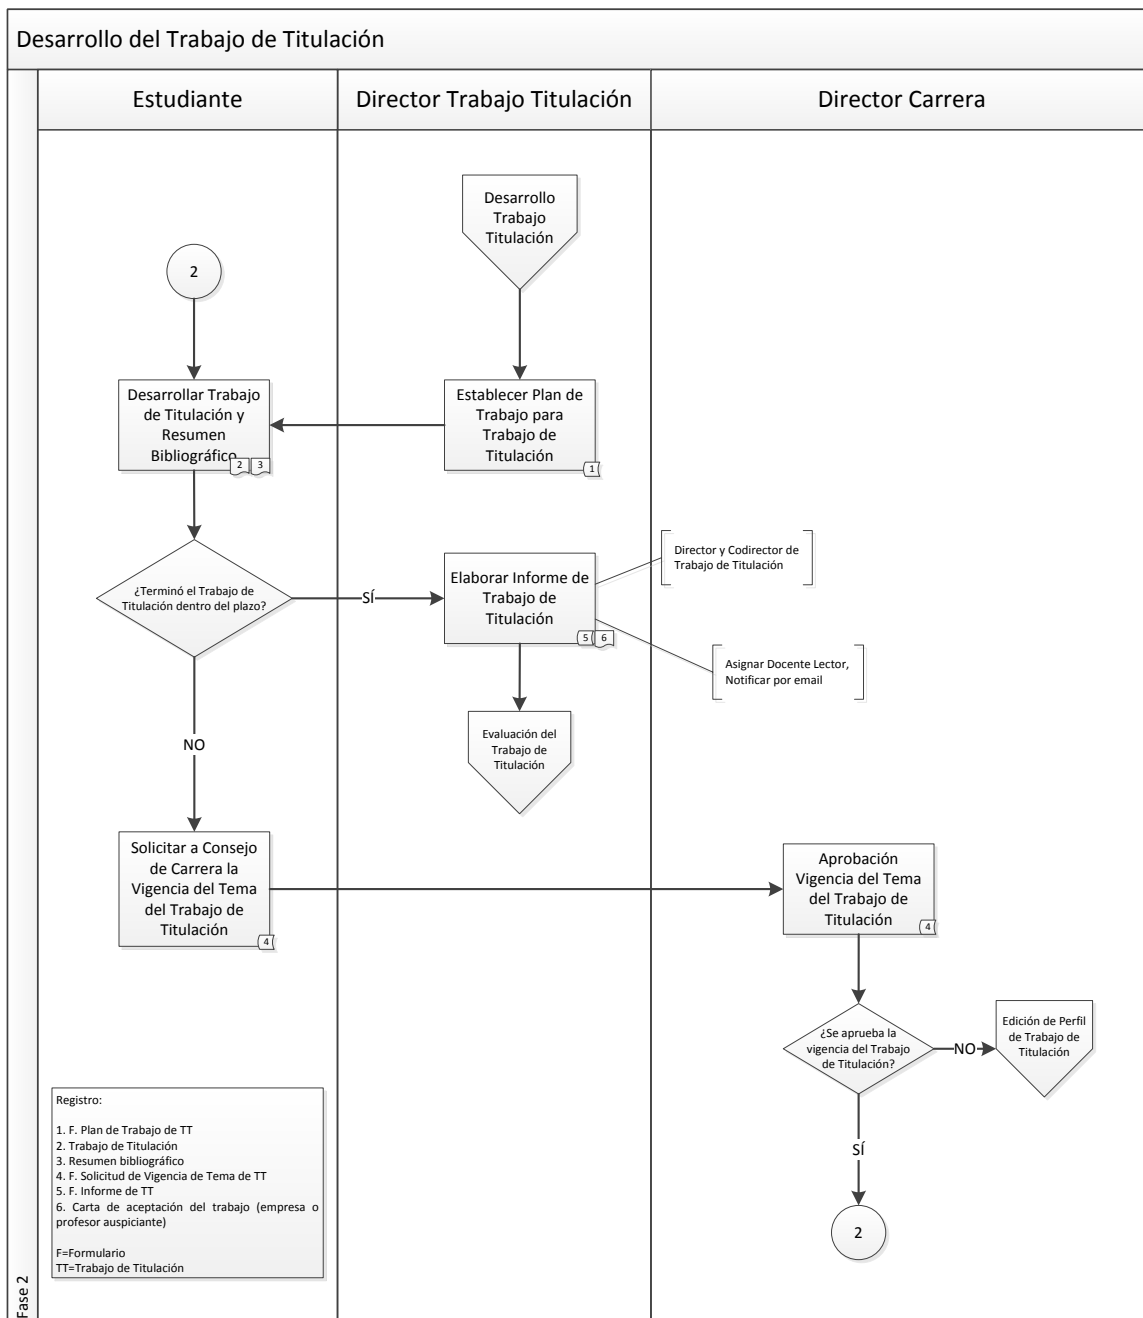 Desarrollo del Trabajo de Titulación
Estudiante
Director Trabajo Titulación
Director Carrera
Desarrollo
Trabajo
Titulación
2
Desarrollar Trabajo
de Titulación y
Resumen
Bibliográfico
2
3
Establecer Plan de
Trabajo para
Trabajo de
Titulación
1
¿Terminó el Trabajo de
Titulación dentro del plazo?
SÍ
Elaborar Informe de
Trabajo de
Titulación
5
6
Director y Codirector de
Trabajo de Titulación
Asignar Docente Lector,
Notificar por email
NO
Evaluación del
Trabajo de
Titulación
Solicitar a Consejo
de Carrera la
Vigencia del Tema
del Trabajo de
Titulación
4
Aprobación
Vigencia del Tema
del Trabajo de
Titulación
4
¿Se aprueba la
vigencia del Trabajo
de Titulación?
NO
Edición de Perfil
de Trabajo de
Titulación
SÍ
2
Registro:
1. F. Plan de Trabajo de TT
2. Trabajo de Titulación
3. Resumen bibliográfico
4. F. Solicitud de Vigencia de Tema de TT
5. F. Informe de TT
6. Carta de aceptación del trabajo (empresa o
profesor auspiciante)
F=Formulario
TT=Trabajo de Titulación
Fase 2